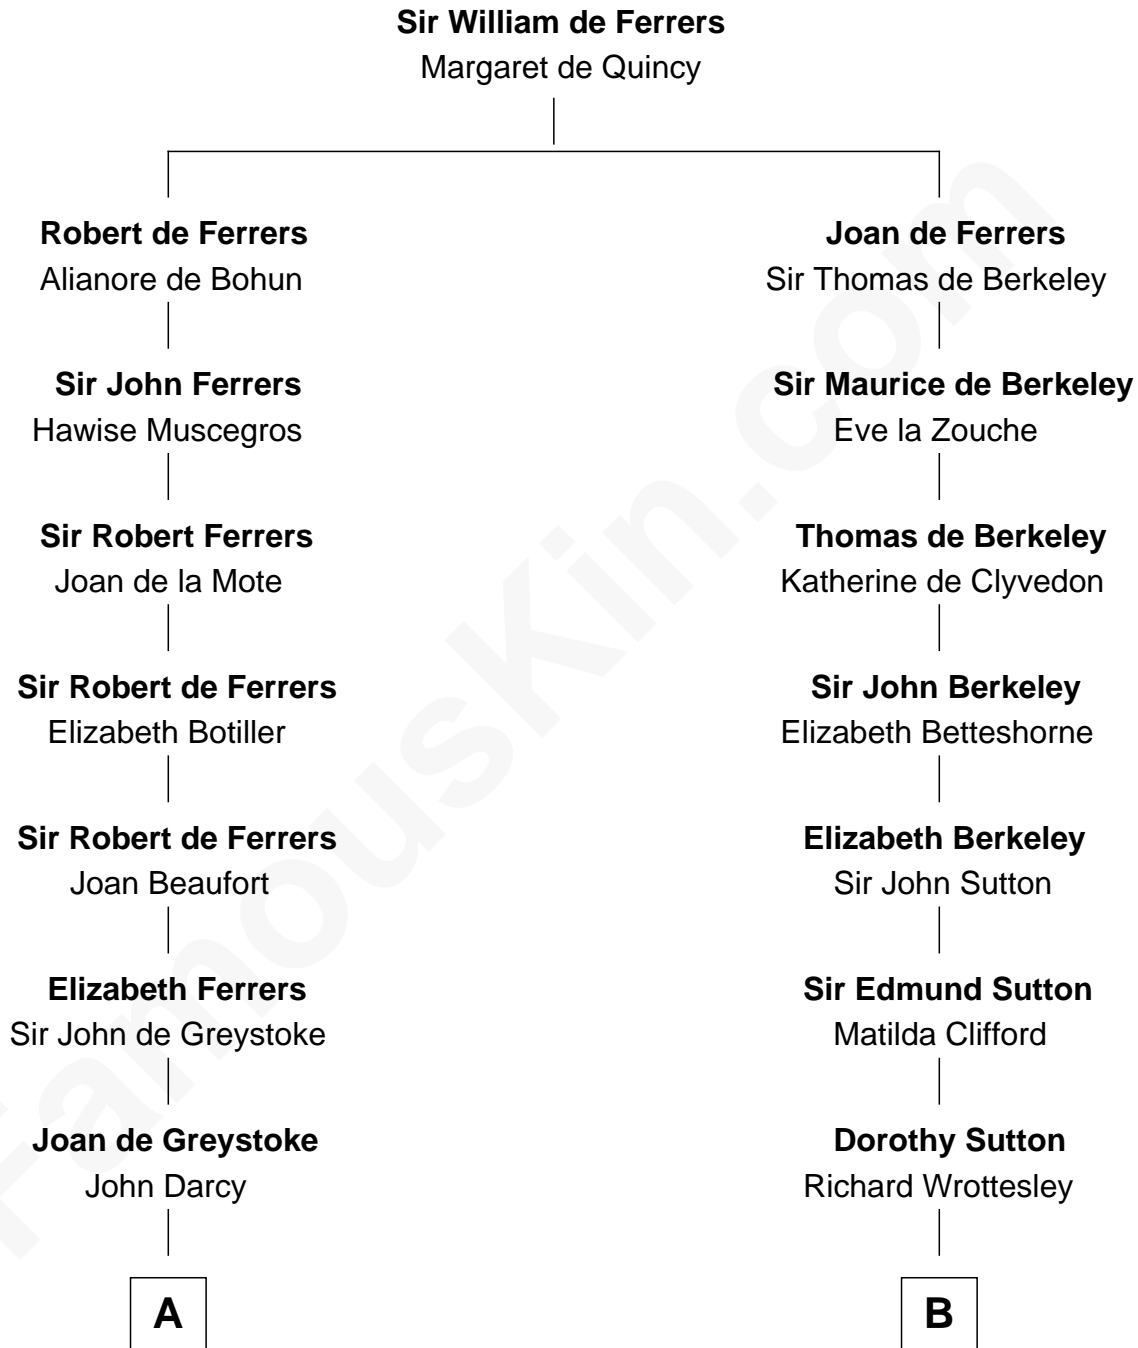 Sir William de Ferrers
Margaret de Quincy
Robert de Ferrers
Alianore de Bohun
Joan de Ferrers
Sir Thomas de Berkeley
Sir John Ferrers
Hawise Muscegros
Sir Maurice de Berkeley
Eve la Zouche
Sir Robert Ferrers
Joan de la Mote
Thomas de Berkeley
Katherine de Clyvedon
Sir Robert de Ferrers
Elizabeth Botiller
Sir John Berkeley
Elizabeth Betteshorne
Sir Robert de Ferrers
Joan Beaufort
Elizabeth Berkeley
Sir John Sutton
Elizabeth Ferrers
Sir John de Greystoke
Sir Edmund Sutton
Matilda Clifford
Joan de Greystoke
John Darcy
Dorothy Sutton
Richard Wrottesley
A
B
FamousKin.com